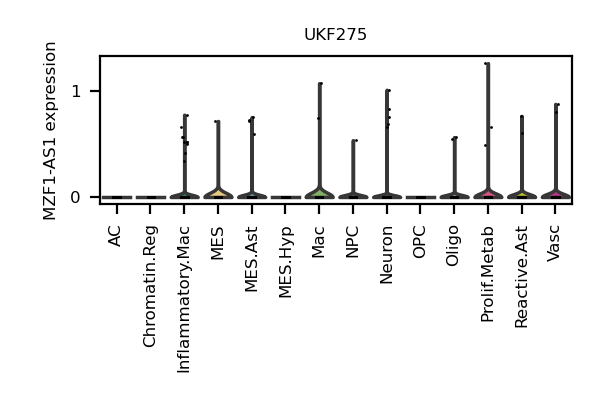 UKF275
MZF1-AS1 expression
1
0
AC
Chromatin.Reg
Inflammatory.Mac
MES
MES.Ast
MES.Hyp
Mac
NPC
Neuron
OPC
Oligo
Prolif.Metab
Reactive.Ast
Vasc